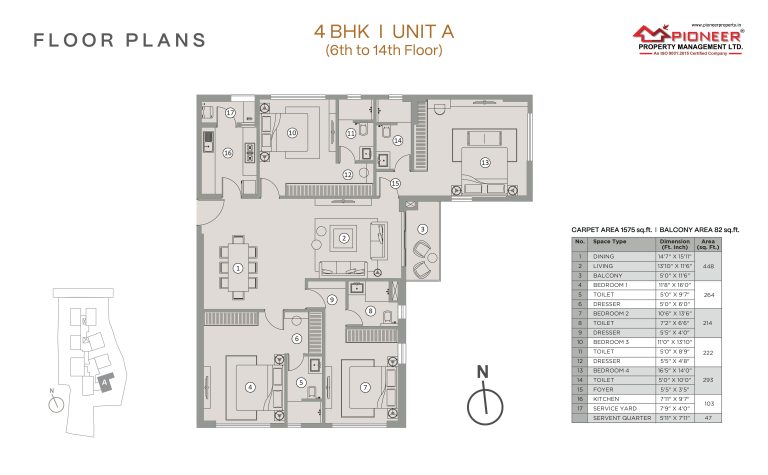 FLOOR PLANS
4 BHK I UNIT A
(6th to 14th Floor)
www.pioneerproperty.in
PIONEER®
PROPERTY MANAGEMENT LTD.
An ISO 9001:2015 Certified Company
17
16
10
11
12
14
13
15
1
2
3
9
8
6
4
5
7
N
4
N
CARPET AREA 1575 sq.ft. I BALCONY AREA 82 sq.ft.
No. Space Type Dimension (Ft. Inch) Area (sq. Ft.)
1 DINING 14'7" X 15'11"
2 LIVING 13'10" X 11'6" 448
3 BALCONY 5'0" X 11'6"
4 BEDROOM 1 11'8" X 16'0"
5 TOILET 5'0" X 9'7" 264
6 DRESSER 5'0" X 6'0"
7 BEDROOM 2 10'6" X 13'6"
8 TOILET 7'2" X 6'6" 214
9 DRESSER 5'5" X 4'0"
10 BEDROOM 3 11'0" X 13'10"
11 TOILET 5'0" X 8'9" 222
12 DRESSER 5'5" X 4'8"
13 BEDROOM 4 16'5" X 14'0"
14 TOILET 5'0" X 10'0" 293
15 FOYER 5'5" X 3'5"
16 KITCHEN 7'11" X 9'7" 103
17 SERVICE YARD 7'9" X 4'0"
SERVENT QUARTER 5'11" X 7'11" 47